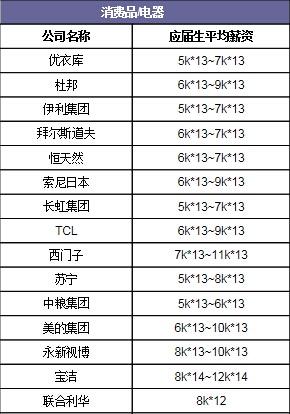 消费品/电器
公司名称 应届生平均薪资
优衣库 5k*13~7k*13
杜邦 6k*13~9k*13
伊利集团 5k*13~7k*13
拜尔斯道夫 6k*13~7k*13
恒天然 6k*13~7k*13
索尼日本 6k*13~9k*13
长虹集团 5k*13~7k*13
TCL 6k*13~9k*13
西门子 7k*13~11k*13
苏宁 5k*13~8k*13
中粮集团 5k*13~6k*13
美的集团 6k*13~10k*13
永新视博 8k*13~10k*13
宝洁 8k*14~12k*14
联合利华 8k*12